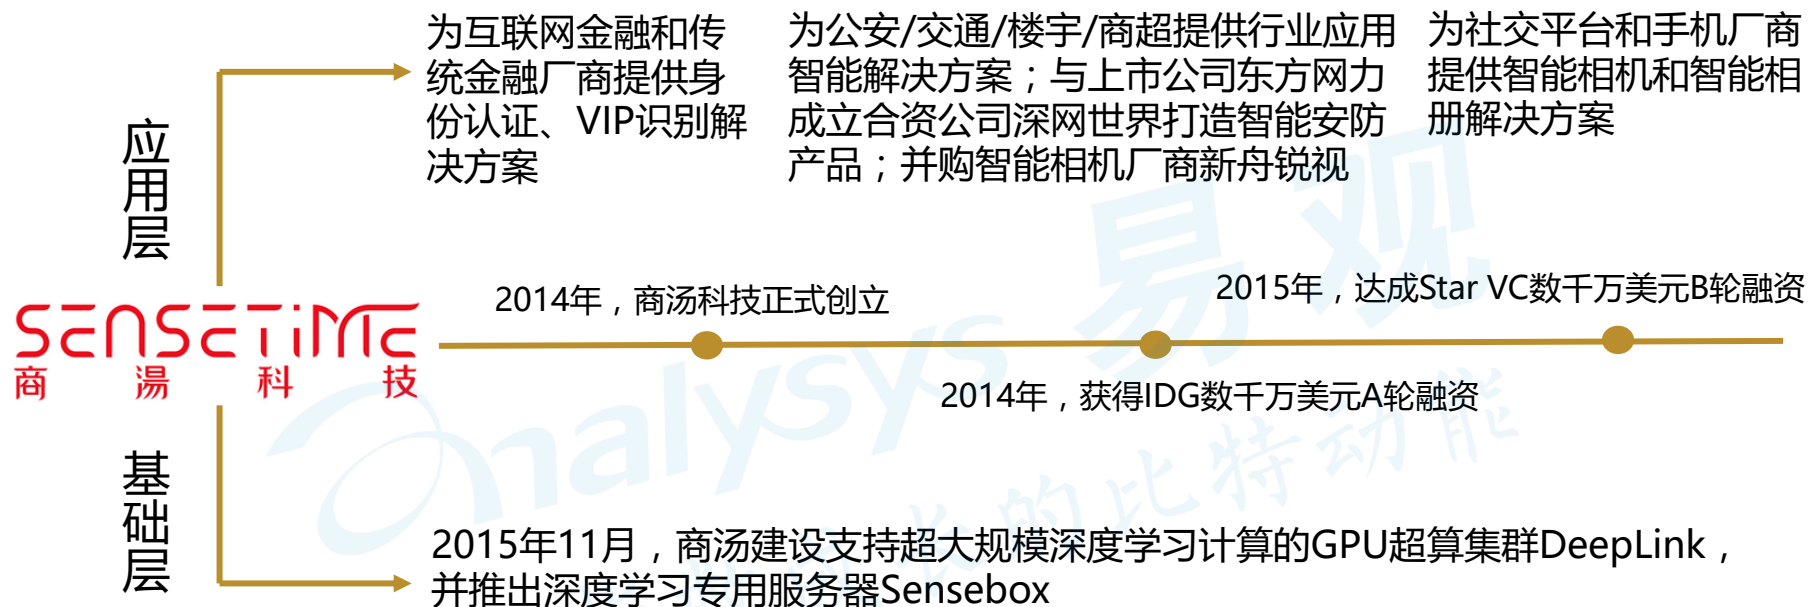 为互联网金融和传
统金融厂商提供身
份认证、VIP识别解
决方案
为公安/交通/楼宇/商超提供行业应用
智能解决方案；与上市公司东方网力
成立合资公司深网世界打造智能安防
产品；并购智能相机厂商新舟锐视
为社交平台和手机厂商
提供智能相机和智能相
册解决方案
应用层
SENSETIME
商湯科技
2014年，商汤科技正式创立
2015年，达成Star VC数千万美元B轮融资
2014年，获得IDG数千万美元A轮融资
基础层
2015年11月，商汤建设支持超大规模深度学习计算的GPU超算集群DeepLink，
并推出深度学习专用服务器Sensebox
analysys 易观
的比特动能